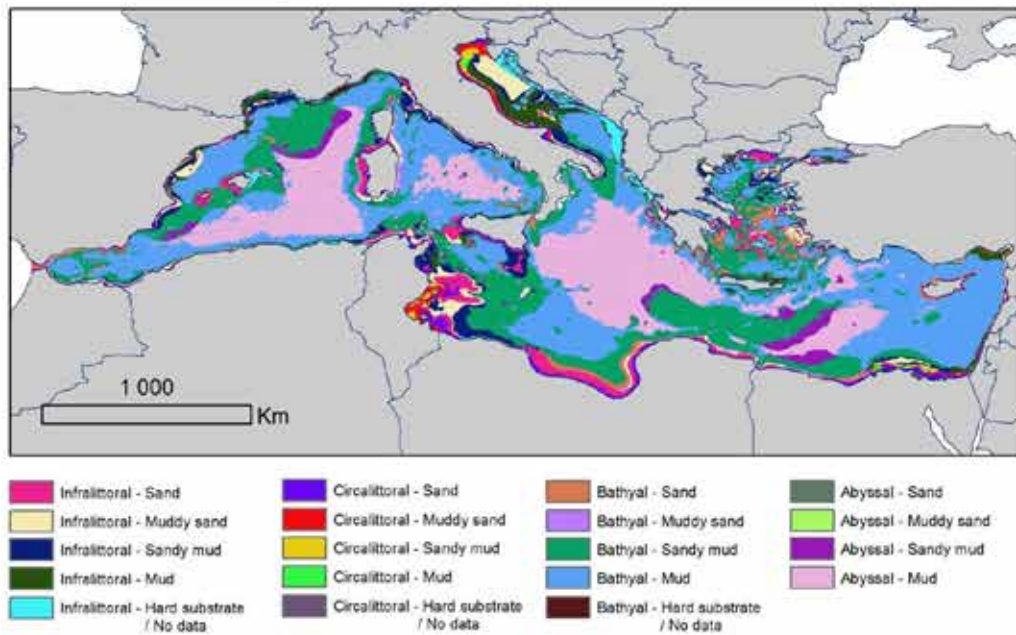 1 000
Km
Infralittoral - Sand
Infralittoral - Muddy sand
Infralittoral - Sandy mud
Infralittoral - Mud
Infralittoral - Hard substrate
/ No data
Circalittoral - Sand
Circalittoral - Muddy sand
Circalittoral - Sandy mud
Circalittoral - Mud
Circalittoral - Hard substrate
/ No data
Bathyal - Sand
Bathyal - Muddy sand
Bathyal - Sandy mud
Bathyal - Mud
Bathyal - Hard substrate
/ No data
Abyssal - Sand
Abyssal - Muddy sand
Abyssal - Sandy mud
Abyssal - Mud